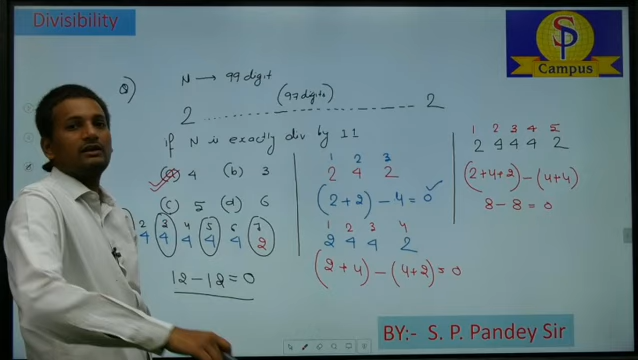 Divisibility
SP
Campus
Q)
N → 99 digit
(97 digits)
2 ------------ 2
if N is exactly div by 11
(a) 4 (b) 3
(c) 5 (d) 6
2 3 4 5 6 7
4 4 4 4 4 2
12 - 12 = 0
1 2 3
2 4 2
(2+2) - 4 = 0
1 2 3 4
2 4 4 2
(2+4) - (4+2) = 0
1 2 3 4 5
2 4 4 4 2
(2+4+2) - (4+4)
8 - 8 = 0
BY:- S. P. Pandey Sir